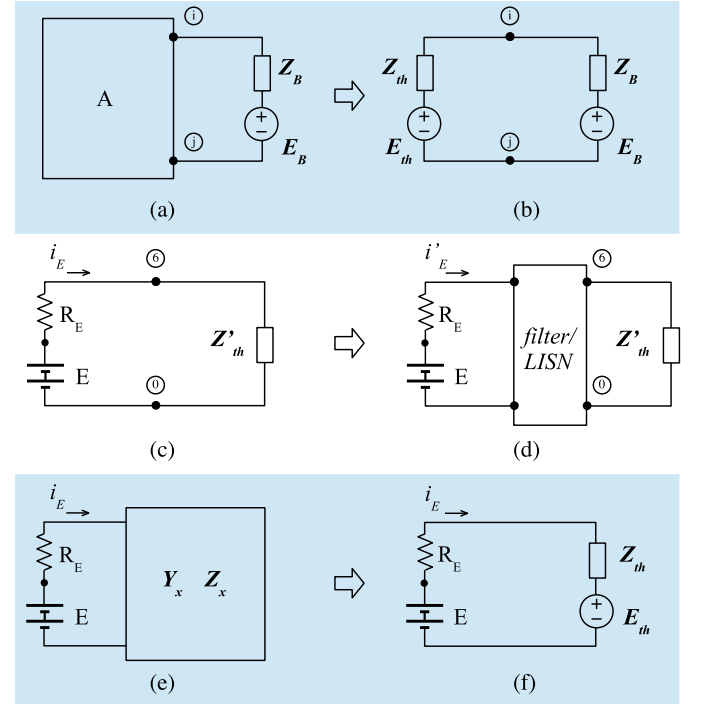 i i
A Z_B Z_th Z_B
+ − E_B + − E_th + − E_B
j j
(a) (b)
i_E 6 i'_E 6
R_E Z'_th R_E filter/ LISN Z'_th
E 0 E 0
(c) (d)
i_E i_E
R_E Y_x Z_x R_E Z_th
E E + − E_th
(e) (f)